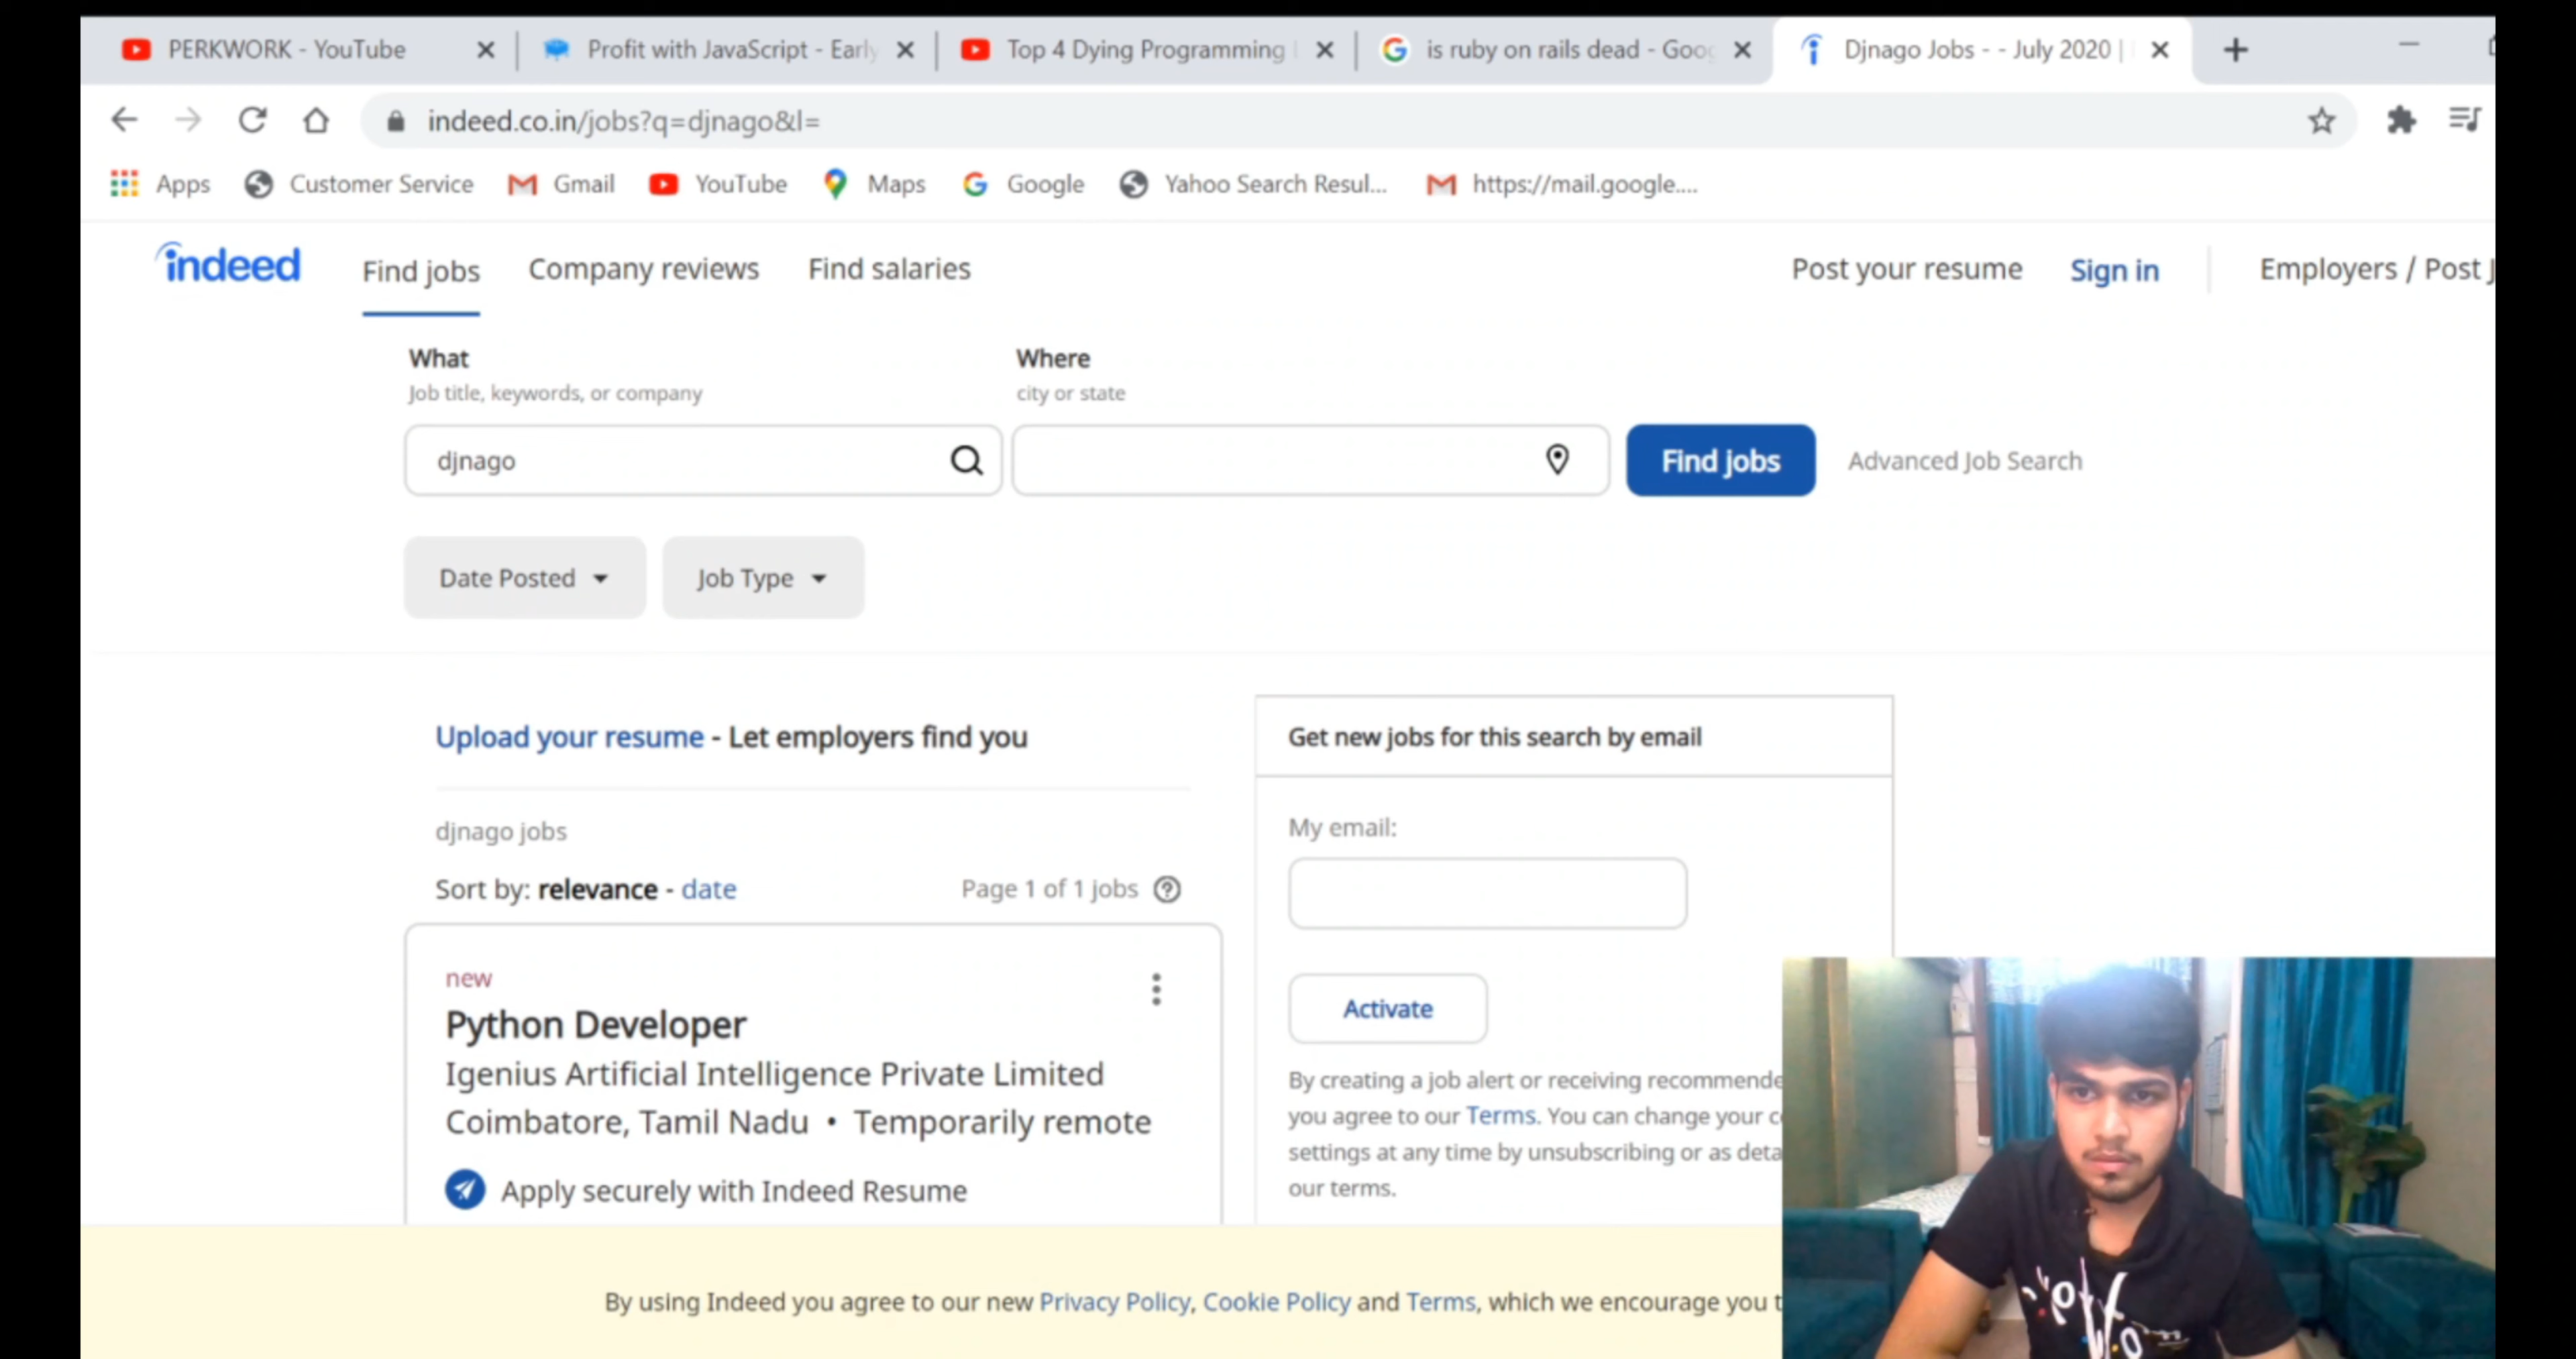 PERKWORK - YouTube
Profit with JavaScript - Early
Top 4 Dying Programming
is ruby on rails dead - Goog
Djnago Jobs - - July 2020 |
indeed.co.in/jobs?q=djnago&l=
Apps
Customer Service
Gmail
YouTube
Maps
Google
Yahoo Search Resul...
https://mail.google....
indeed
Find jobs
Company reviews
Find salaries
Post your resume
Sign in
Employers / Post J
What
Job title, keywords, or company
Where
city or state
djnago
Find jobs
Advanced Job Search
Date Posted
Job Type
Upload your resume - Let employers find you
djnago jobs
Sort by: relevance - date
Page 1 of 1 jobs
new
Python Developer
Igenius Artificial Intelligence Private Limited
Coimbatore, Tamil Nadu • Temporarily remote
Apply securely with Indeed Resume
Get new jobs for this search by email
My email:
Activate
By creating a job alert or receiving recommende
you agree to our Terms. You can change your c
settings at any time by unsubscribing or as deta
our terms.
By using Indeed you agree to our new Privacy Policy, Cookie Policy and Terms, which we encourage you t